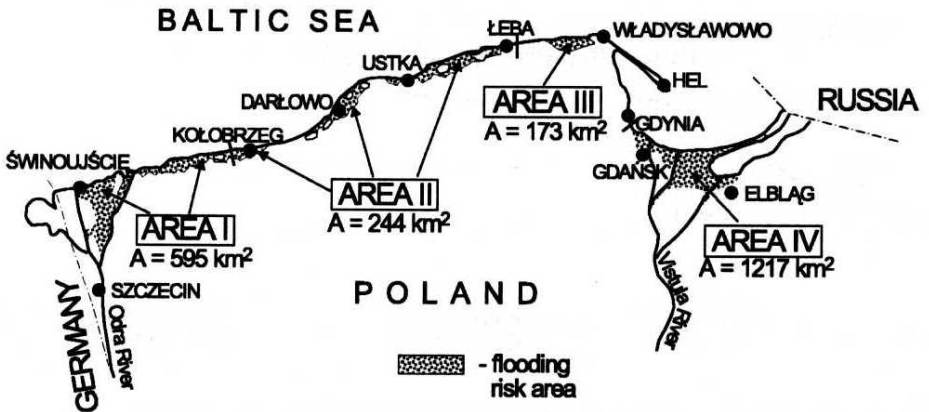 BALTIC SEA
ŁEBA
WŁADYSŁAWOWO
USTKA
HEL
DARŁOWO
AREA III
A = 173 km²
RUSSIA
KOŁOBRZEG
GDYNIA
ŚWINOUJŚCIE
GDAŃSK
AREA II
A = 244 km²
ELBLĄG
AREA I
A = 595 km²
AREA IV
A = 1217 km²
SZCZECIN
POLAND
GERMANY
Odra River
Vistula River
- flooding
risk area